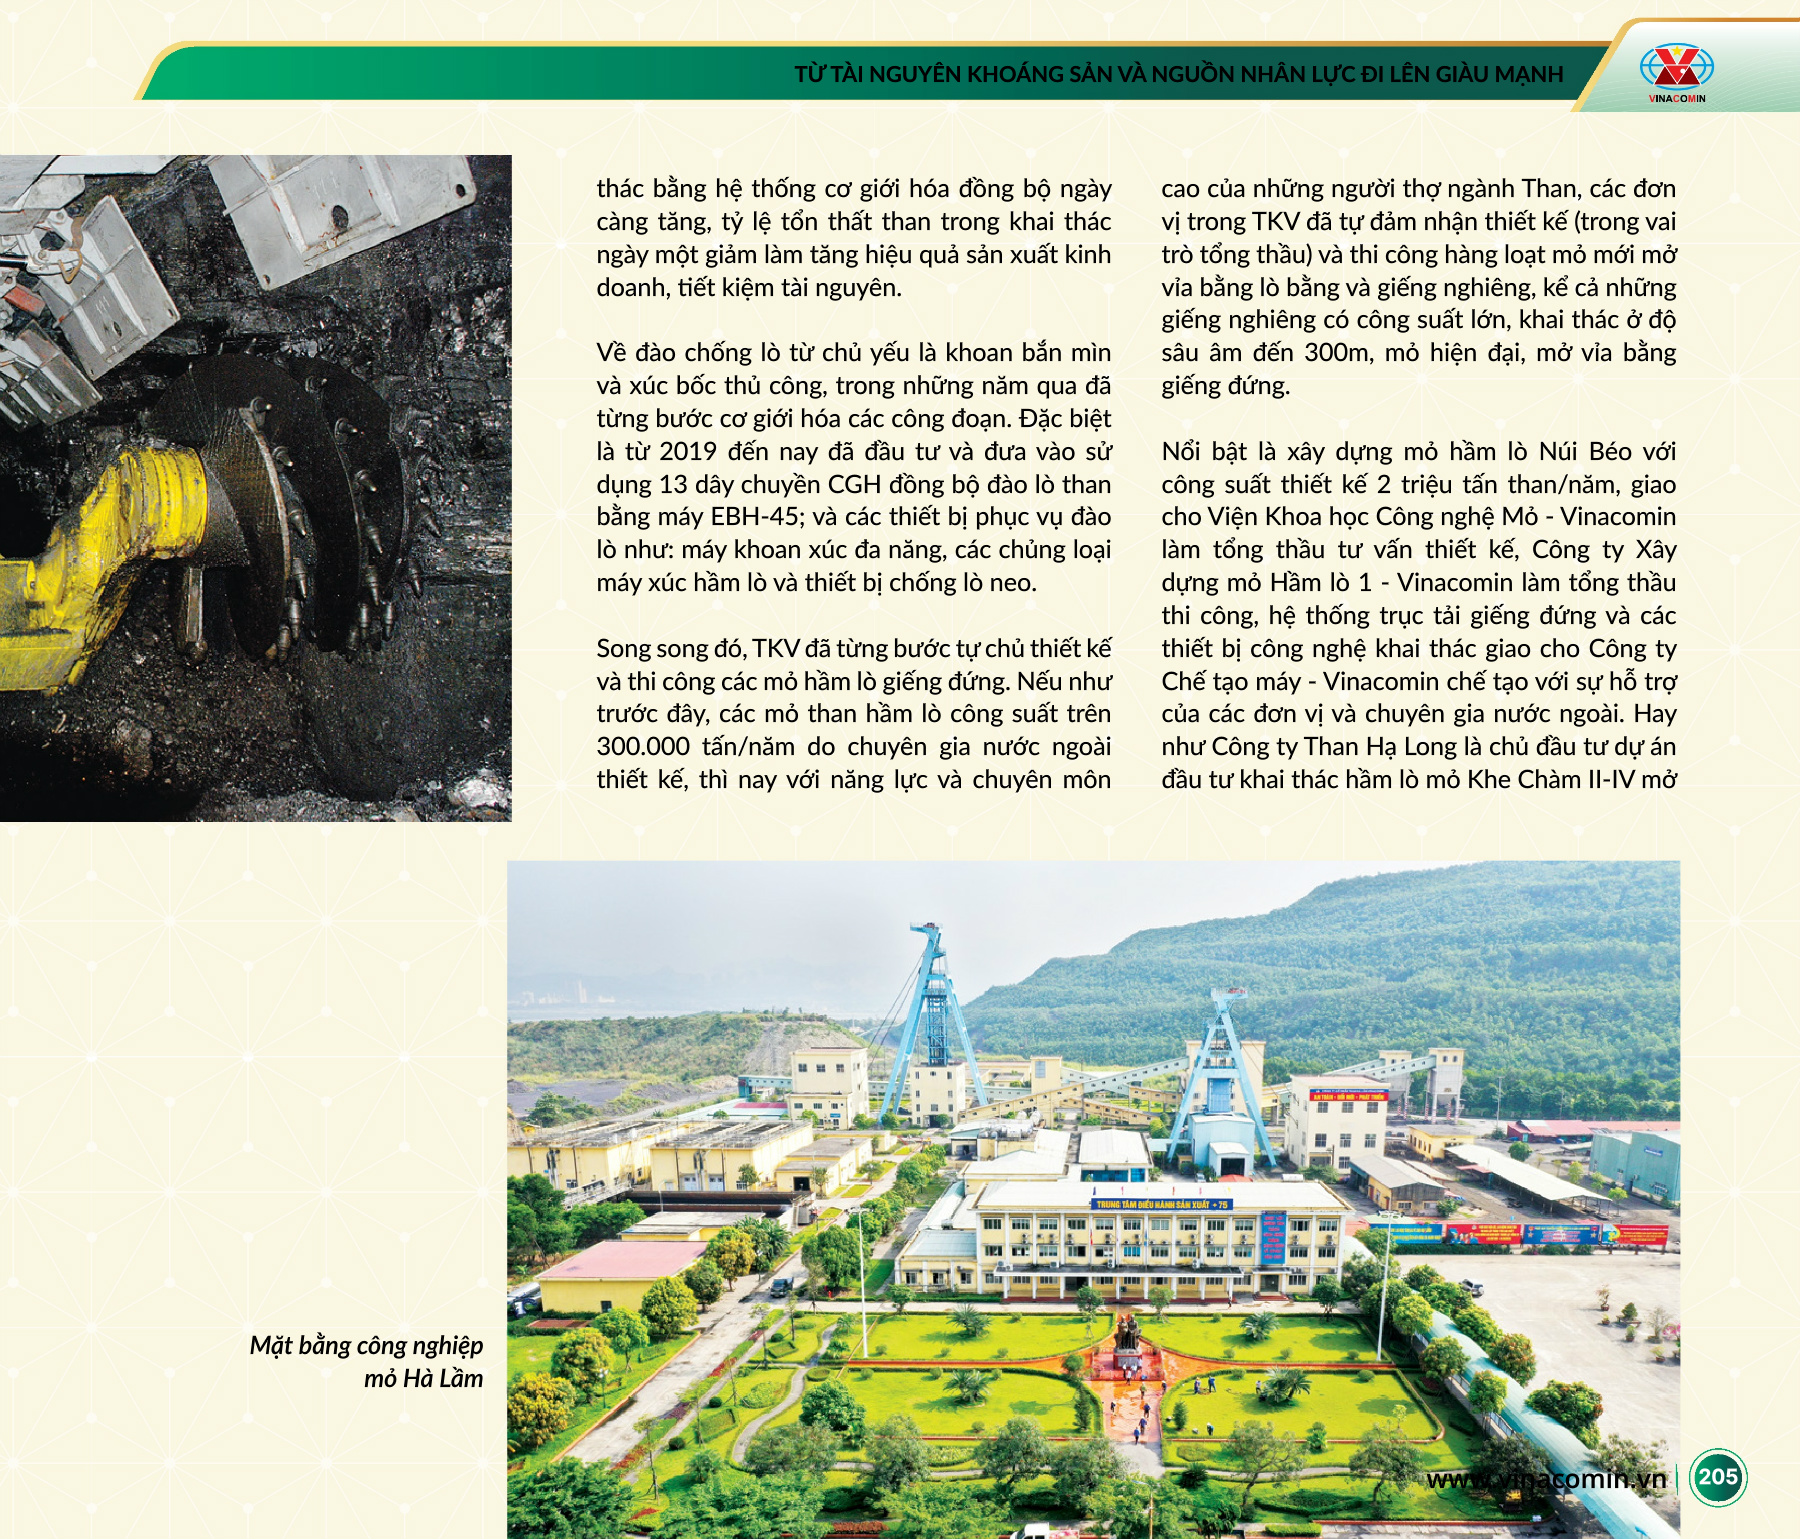 TỪ TÀI NGUYÊN KHOÁNG SẢN VÀ NGUỒN NHÂN LỰC ĐI LÊN GIÀU MẠNH
VINACOMIN
thác bằng hệ thống cơ giới hóa đồng bộ ngày
càng tăng, tỷ lệ tổn thất than trong khai thác
ngày một giảm làm tăng hiệu quả sản xuất kinh
doanh, tiết kiệm tài nguyên.
Về đào chống lò từ chủ yếu là khoan bắn mìn
và xúc bốc thủ công, trong những năm qua đã
từng bước cơ giới hóa các công đoạn. Đặc biệt
là từ 2019 đến nay đã đầu tư và đưa vào sử
dụng 13 dây chuyền CGH đồng bộ đào lò than
bằng máy EBH-45; và các thiết bị phục vụ đào
lò như: máy khoan xúc đa năng, các chủng loại
máy xúc hầm lò và thiết bị chống lò neo.
Song song đó, TKV đã từng bước tự chủ thiết kế
và thi công các mỏ hầm lò giếng đứng. Nếu như
trước đây, các mỏ than hầm lò công suất trên
300.000 tấn/năm do chuyên gia nước ngoài
thiết kế, thì nay với năng lực và chuyên môn
cao của những người thợ ngành Than, các đơn
vị trong TKV đã tự đảm nhận thiết kế (trong vai
trò tổng thầu) và thi công hàng loạt mỏ mới mở
vỉa bằng lò bằng và giếng nghiêng, kể cả những
giếng nghiêng có công suất lớn, khai thác ở độ
sâu âm đến 300m, mỏ hiện đại, mở vỉa bằng
giếng đứng.
Nổi bật là xây dựng mỏ hầm lò Núi Béo với
công suất thiết kế 2 triệu tấn than/năm, giao
cho Viện Khoa học Công nghệ Mỏ - Vinacomin
làm tổng thầu tư vấn thiết kế, Công ty Xây
dựng mỏ Hầm lò 1 - Vinacomin làm tổng thầu
thi công, hệ thống trục tải giếng đứng và các
thiết bị công nghệ khai thác giao cho Công ty
Chế tạo máy - Vinacomin chế tạo với sự hỗ trợ
của các đơn vị và chuyên gia nước ngoài. Hay
như Công ty Than Hạ Long là chủ đầu tư dự án
đầu tư khai thác hầm lò mỏ Khe Chàm II-IV mở
AN TOÀN - ĐỔI MỚI - PHÁT TRIỂN
TRUNG TÂM ĐIỀU HÀNH SẢN XUẤT +75
Mặt bằng công nghiệp
mỏ Hà Lầm
www.vinacomin.vn
205